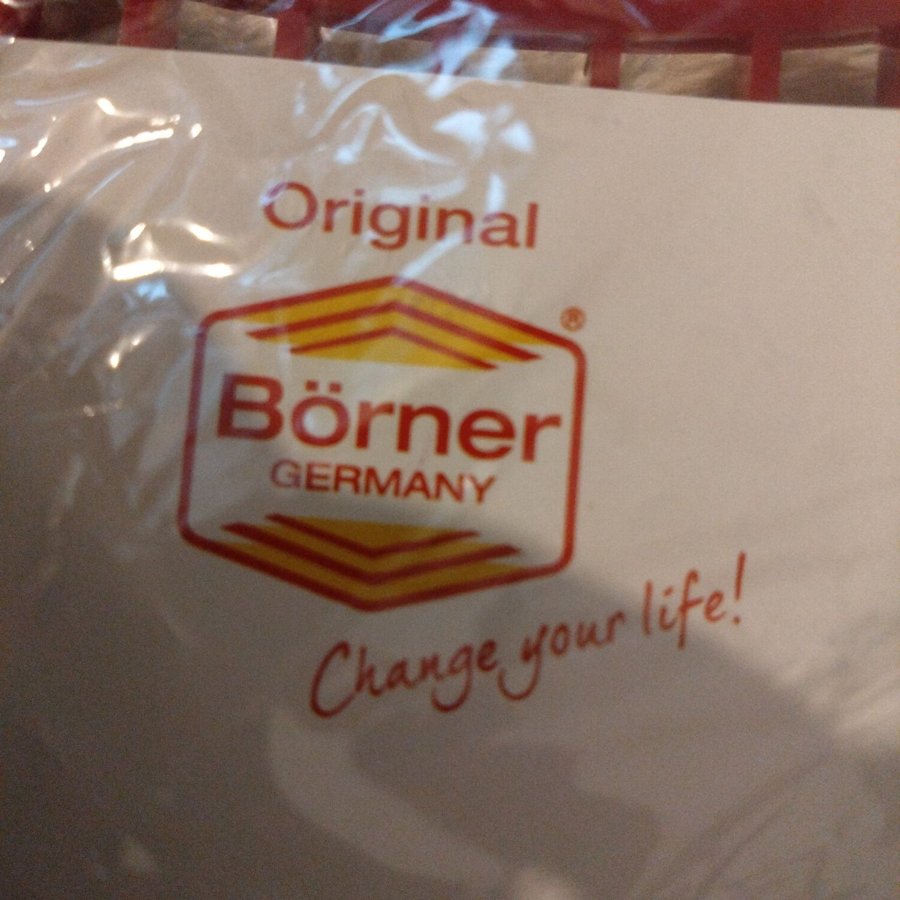 Original
Börner
®
GERMANY
Change your life!